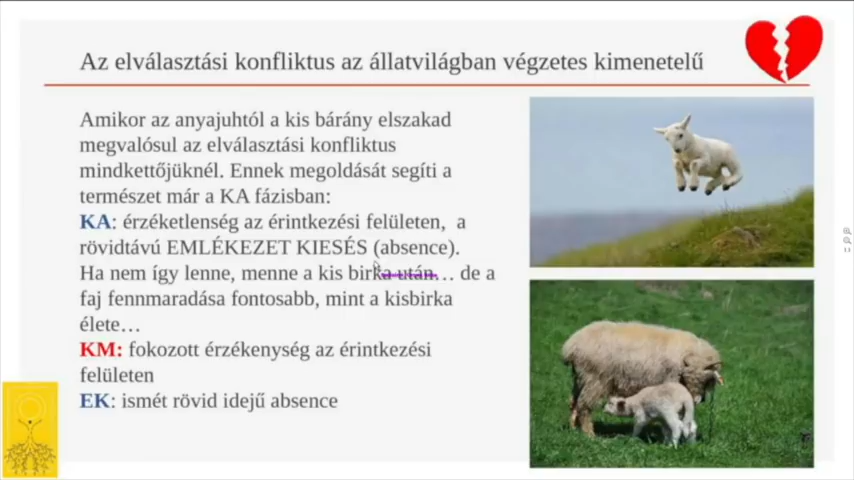 Az elválasztási konfliktus az állatvilágban végzetes kimenetelű
Amikor az anyajuhtól a kis bárány elszakad
megvalósul az elválasztási konfliktus
mindkettőjüknél. Ennek megoldását segíti a
természet már a KA fázisban:
KA: érzéketlenség az érintkezési felületen, a
rövidtávú EMLÉKEZET KIESÉS (absence).
Ha nem így lenne, menne a kis birka után… de a
faj fennmaradása fontosabb, mint a kisbirka
élete…
KM: fokozott érzékenység az érintkezési
felületen
EK: ismét rövid idejű absence